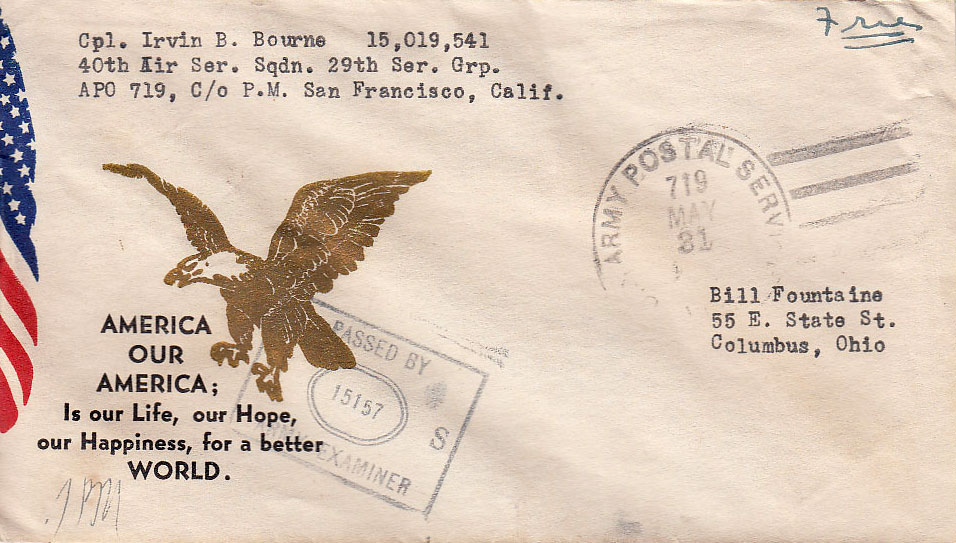 Cpl. Irvin B. Bourne 15,019,541
40th Air Ser. Sqdn. 29th Ser. Grp.
APO 719, C/o P.M. San Francisco, Calif.
Free
ARMY POSTAL SERV
719
MAY
31
Bill Fountaine
55 E. State St.
Columbus, Ohio
AMERICA
OUR
AMERICA;
Is our Life, our Hope,
our Happiness, for a better
WORLD.
PASSED BY
15157
S
EXAMINER